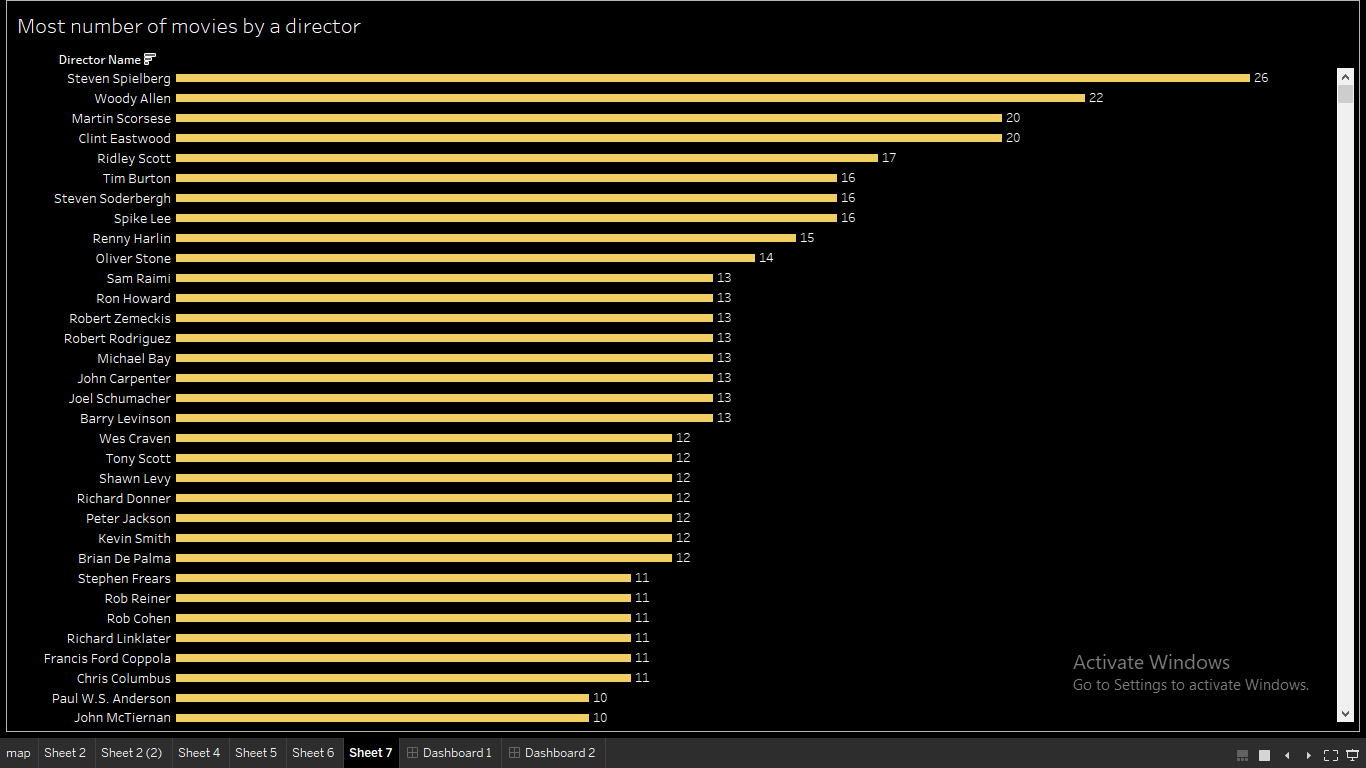 Most number of movies by a director
Director Name
Steven Spielberg 26
Woody Allen 22
Martin Scorsese 20
Clint Eastwood 20
Ridley Scott 17
Tim Burton 16
Steven Soderbergh 16
Spike Lee 16
Renny Harlin 15
Oliver Stone 14
Sam Raimi 13
Ron Howard 13
Robert Zemeckis 13
Robert Rodriguez 13
Michael Bay 13
John Carpenter 13
Joel Schumacher 13
Barry Levinson 13
Wes Craven 12
Tony Scott 12
Shawn Levy 12
Richard Donner 12
Peter Jackson 12
Kevin Smith 12
Brian De Palma 12
Stephen Frears 11
Rob Reiner 11
Rob Cohen 11
Richard Linklater 11
Francis Ford Coppola 11
Chris Columbus 11
Paul W.S. Anderson 10
John McTiernan 10
Activate Windows
Go to Settings to activate Windows.
map Sheet 2 Sheet 2 (2) Sheet 4 Sheet 5 Sheet 6 Sheet 7 Dashboard 1 Dashboard 2